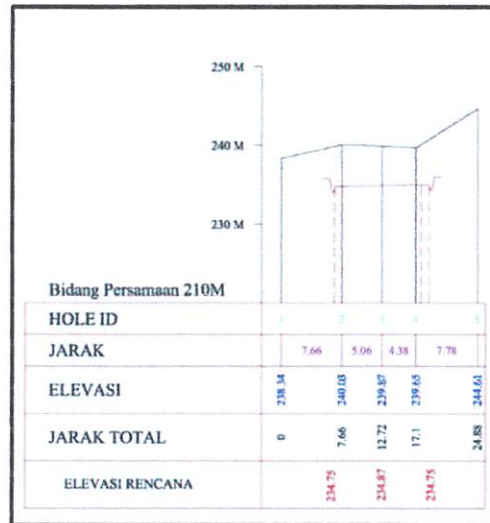 250 M
240 M
230 M
Bidang Persamaan 210M
HOLE ID 1 2 3 4 5
JARAK 7.66 5.06 4.38 7.78
ELEVASI 238.34 240.03 239.87 239.65 244.61
JARAK TOTAL 0 7.66 12.72 17.1 24.88
ELEVASI RENCANA 234.75 234.87 234.75